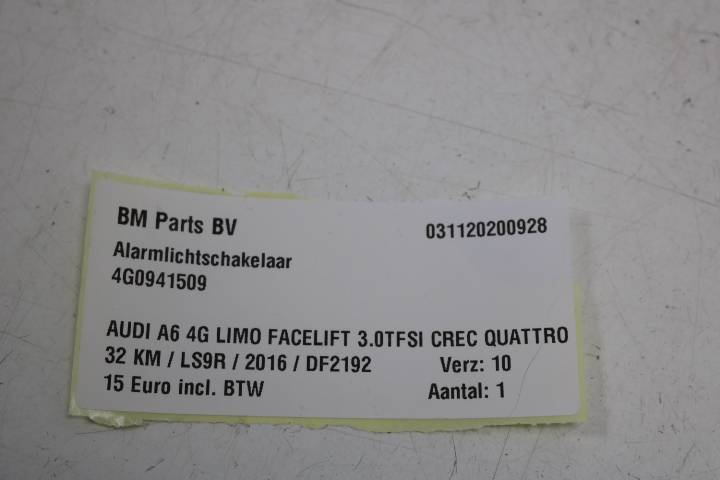 BM Parts BV 031120200928
Alarmlichtschakelaar
4G0941509
AUDI A6 4G LIMO FACELIFT 3.0TFSI CREC QUATTRO
32 KM / LS9R / 2016 / DF2192 Verz: 10
15 Euro incl. BTW Aantal: 1